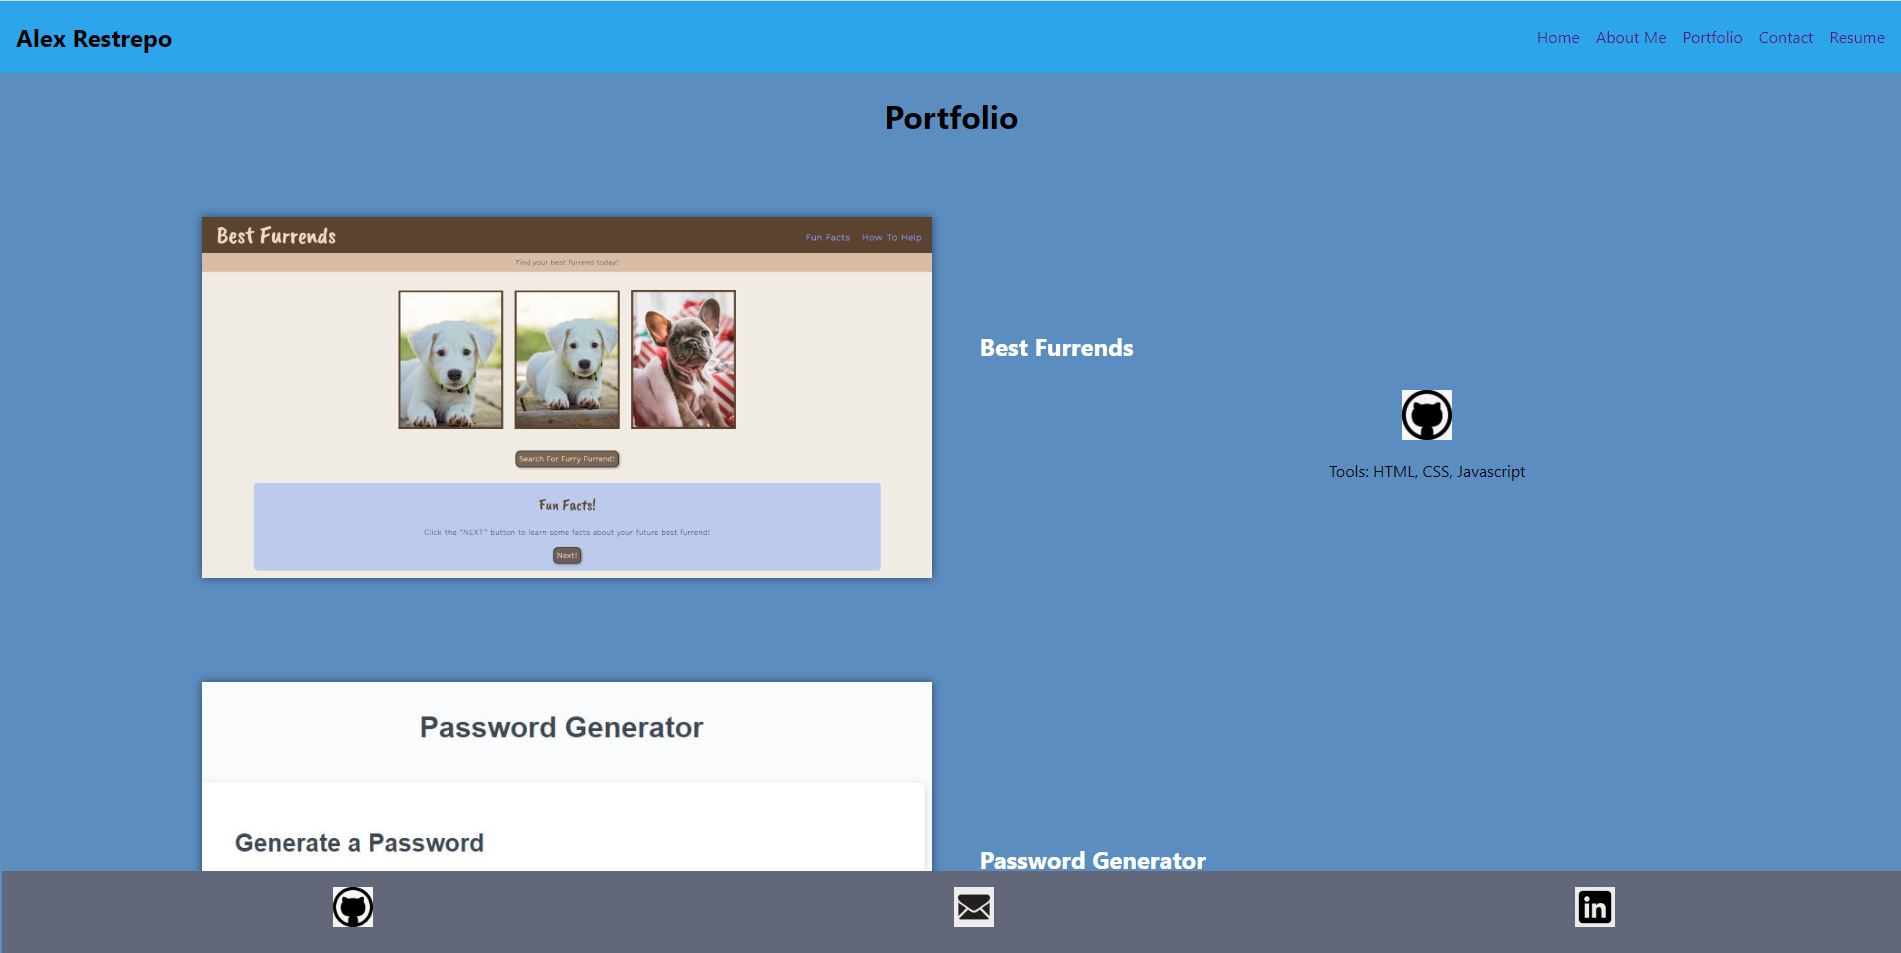 Alex Restrepo
Home About Me Portfolio Contact Resume
Portfolio
Best Furrends
Fun Facts How To Help
Find your best furrend today!
Search For Furry Furrend!
Fun Facts!
Click the "NEXT" button to learn some facts about your future best furrend!
Next!
Best Furrends
Tools: HTML, CSS, Javascript
Password Generator
Generate a Password
Password Generator
in